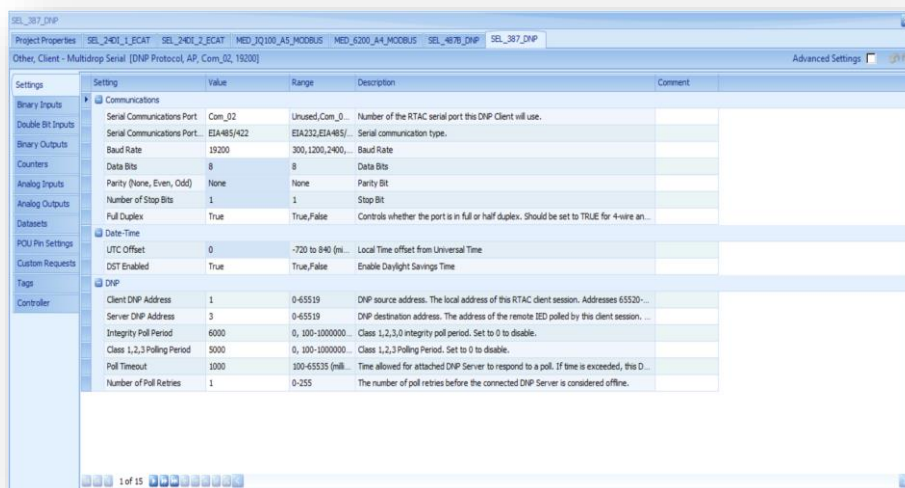 SEL_387_DNP
Project Properties SEL_24DI_1_ECAT SEL_24DI_2_ECAT MED_IQ100_A5_MODBUS MED_6200_A4_MODBUS SEL_487B_DNP SEL_387_DNP
Other, Client - Multidrop Serial [DNP Protocol, AP, Com_02, 19200] Advanced Settings
Settings
Binary Inputs
Double Bit Inputs
Binary Outputs
Counters
Analog Inputs
Analog Outputs
Datasets
POU Pin Settings
Custom Requests
Tags
Controller
Setting Value Range Description Comment
Communications
Serial Communications Port Com_02 Unused,Com_0... Number of the RTAC serial port this DNP Client will use.
Serial Communications Port... EIA485/422 EIA232,EIA485/... Serial communication type.
Baud Rate 19200 300,1200,2400,... Baud Rate
Data Bits 8 8 Data Bits
Parity (None, Even, Odd) None None Parity Bit
Number of Stop Bits 1 1 Stop Bit
Full Duplex True True,False Controls whether the port is in full or half duplex. Should be set to TRUE for 4-wire an...
Date-Time
UTC Offset 0 -720 to 840 (mi... Local Time offset from Universal Time
DST Enabled True True,False Enable Daylight Savings Time
DNP
Client DNP Address 1 0-65519 DNP source address. The local address of this RTAC client session. Addresses 65520-...
Server DNP Address 3 0-65519 DNP destination address. The address of the remote IED polled by this client session. ...
Integrity Poll Period 6000 0, 100-1000000... Class 1,2,3,0 integrity poll period. Set to 0 to disable.
Class 1,2,3 Polling Period 5000 0, 100-1000000... Class 1,2,3 Polling Period. Set to 0 to disable.
Poll Timeout 1000 100-65535 (milli... Time allowed for attached DNP Server to respond to a poll. If time is exceeded, this D...
Number of Poll Retries 1 0-255 The number of poll retries before the connected DNP Server is considered offline.
1 of 15